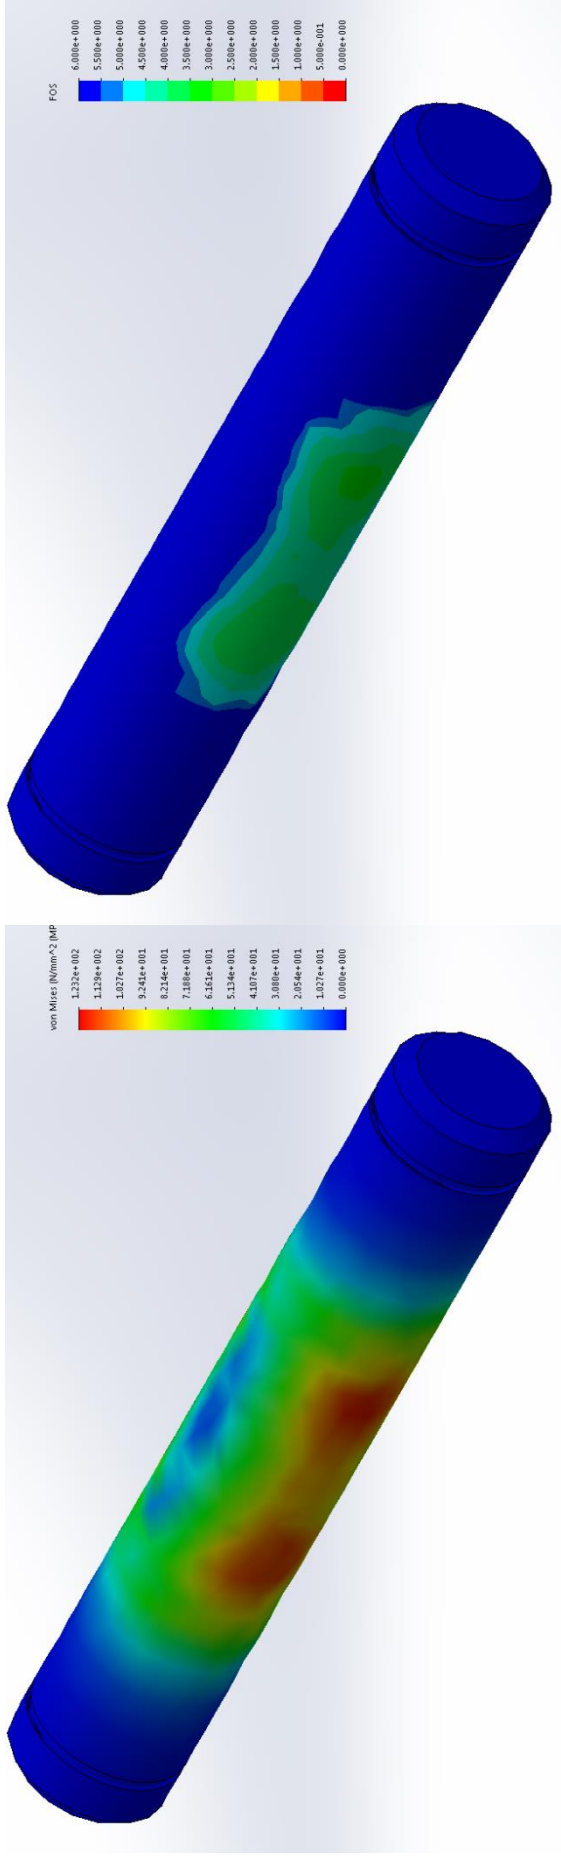 FOS
6.000e+000
5.500e+000
5.000e+000
4.500e+000
4.000e+000
3.500e+000
3.000e+000
2.500e+000
2.000e+000
1.500e+000
1.000e+000
5.000e-001
0.000e+000
von Mises (N/mm^2 (MP
1.232e+002
1.129e+002
1.027e+002
9.241e+001
8.214e+001
7.188e+001
6.161e+001
5.134e+001
4.107e+001
3.080e+001
2.054e+001
1.027e+001
0.000e+000